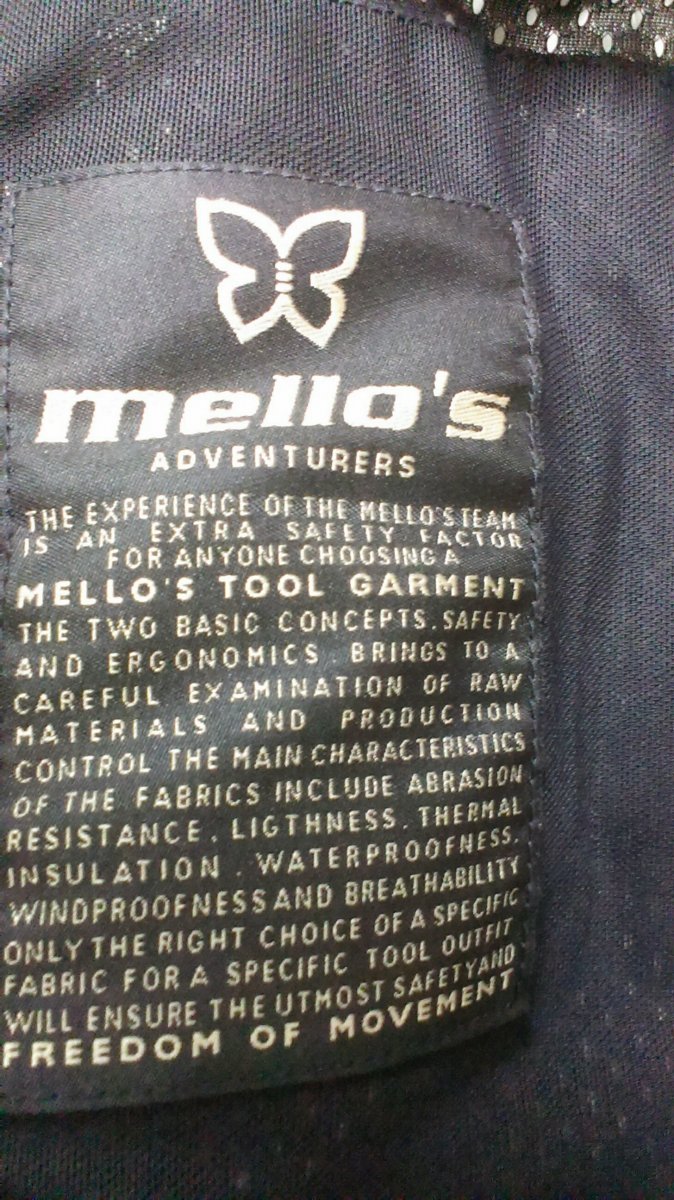 mello's
ADVENTURERS
THE EXPERIENCE OF THE MELLO'S TEAM
IS AN EXTRA SAFETY FACTOR
FOR ANYONE CHOOSING A
MELLO'S TOOL GARMENT
THE TWO BASIC CONCEPTS. SAFETY
AND ERGONOMICS BRINGS TO A
CAREFUL EXAMINATION OF RAW
MATERIALS AND PRODUCTION
CONTROL THE MAIN CHARACTERISTICS
OF THE FABRICS INCLUDE ABRASION
RESISTANCE. LIGTHNESS. THERMAL
INSULATION. WATERPROOFNESS.
WINDPROOFNESS AND BREATHABILITY
ONLY THE RIGHT CHOICE OF A SPECIFIC
FABRIC FOR A SPECIFIC TOOL OUTFIT
WILL ENSURE THE UTMOST SAFETY AND
FREEDOM OF MOVEMENT